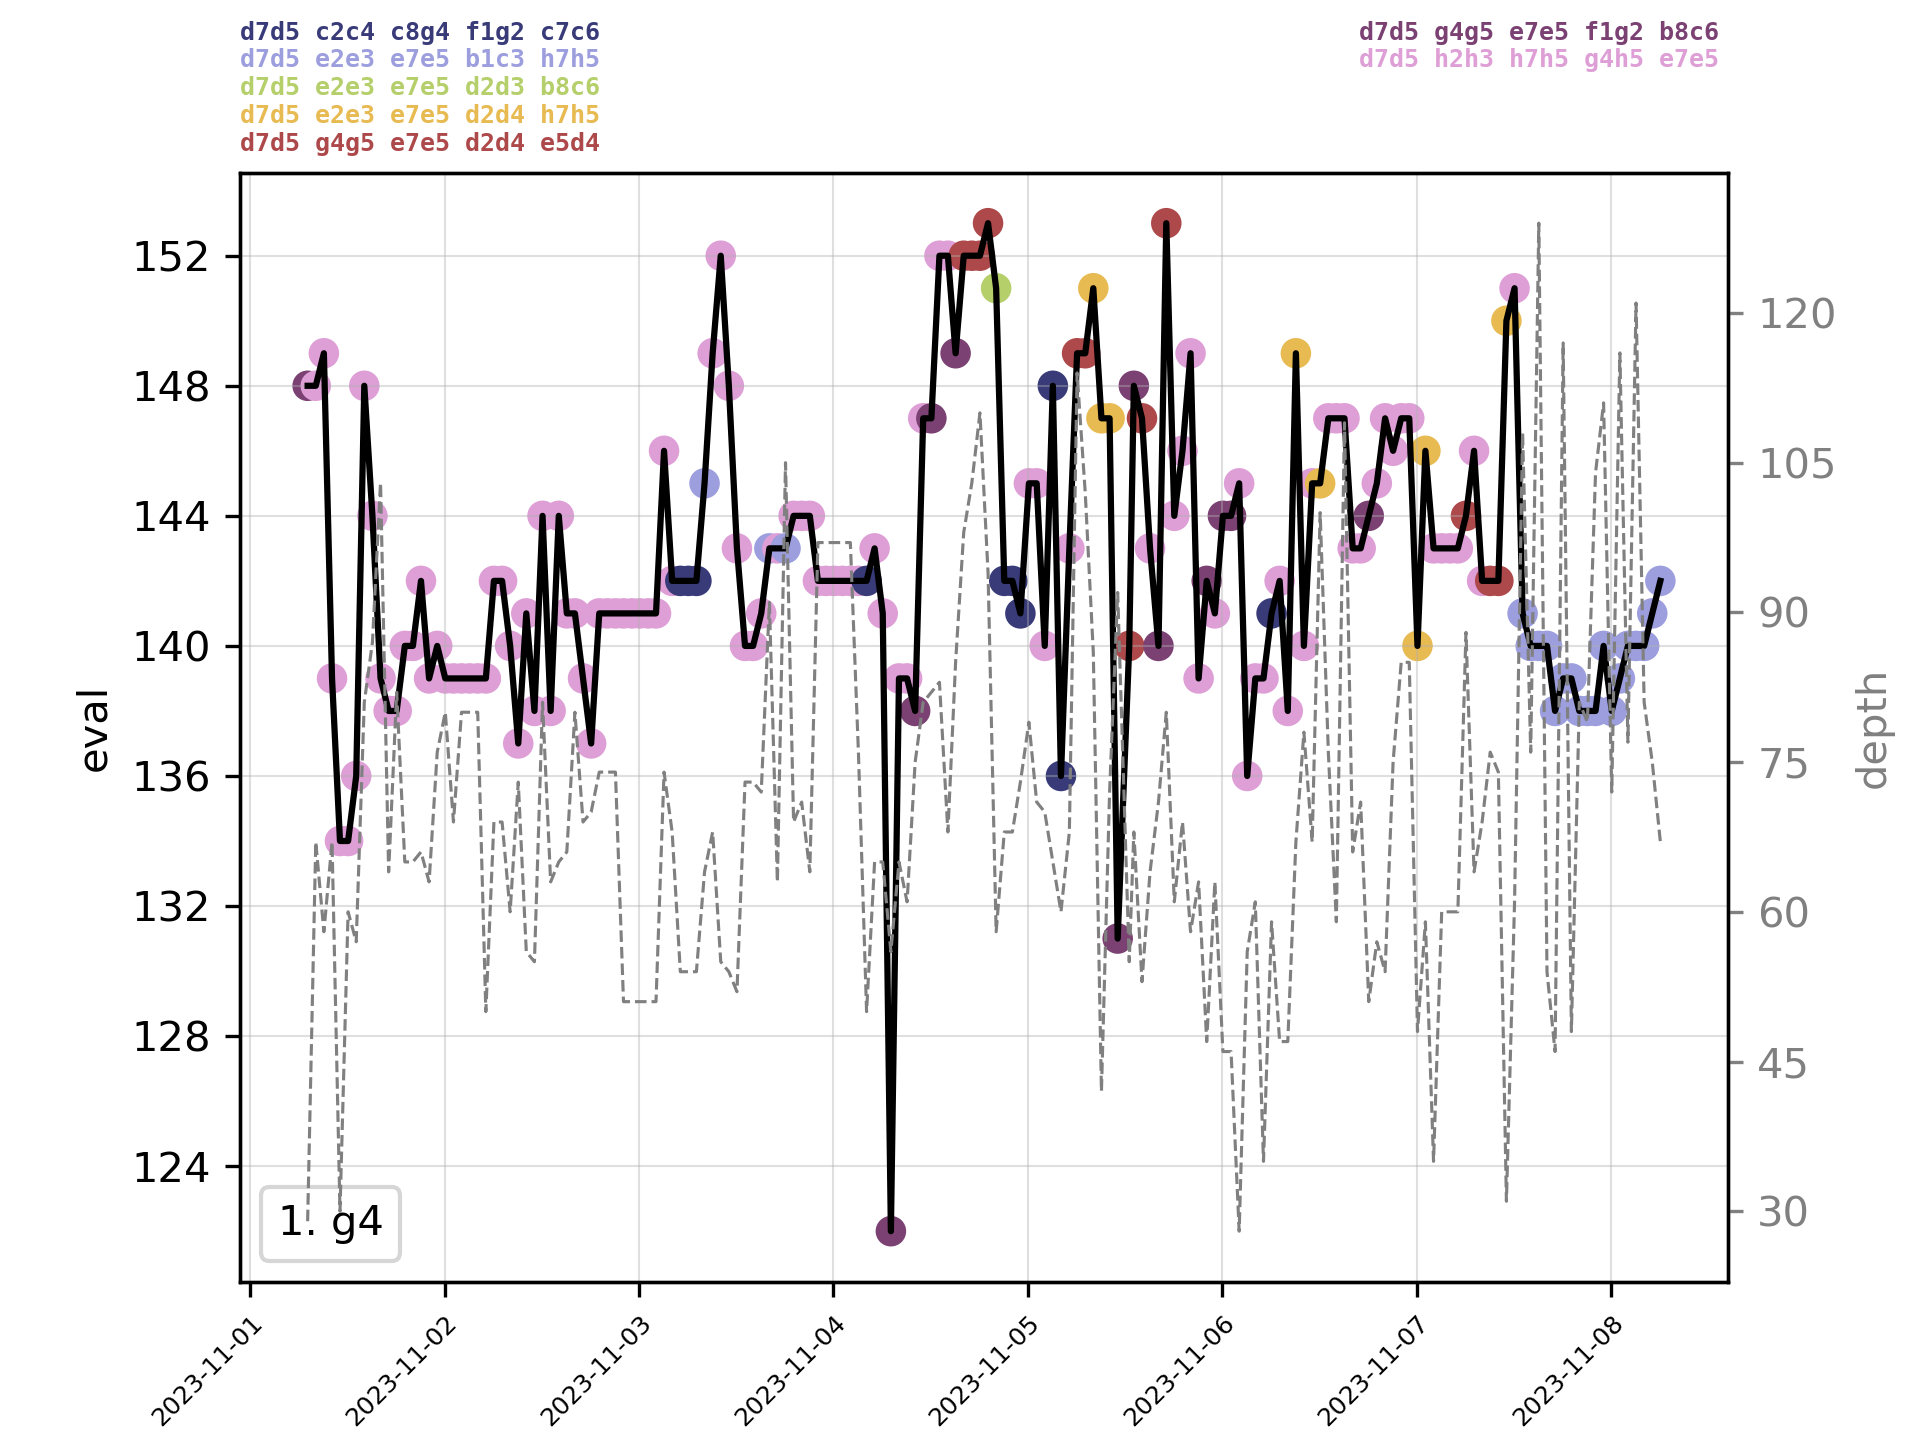 d7d5 c2c4 c8g4 f1g2 c7c6
d7d5 e2e3 e7e5 b1c3 h7h5
d7d5 e2e3 e7e5 d2d3 b8c6
d7d5 e2e3 e7e5 d2d4 h7h5
d7d5 g4g5 e7e5 d2d4 e5d4
d7d5 g4g5 e7e5 f1g2 b8c6
d7d5 h2h3 h7h5 g4h5 e7e5
152
148
144
140
136
132
128
124
eval
120
105
90
75
60
45
30
depth
1. g4
2023-11-01
2023-11-02
2023-11-03
2023-11-04
2023-11-05
2023-11-06
2023-11-07
2023-11-08